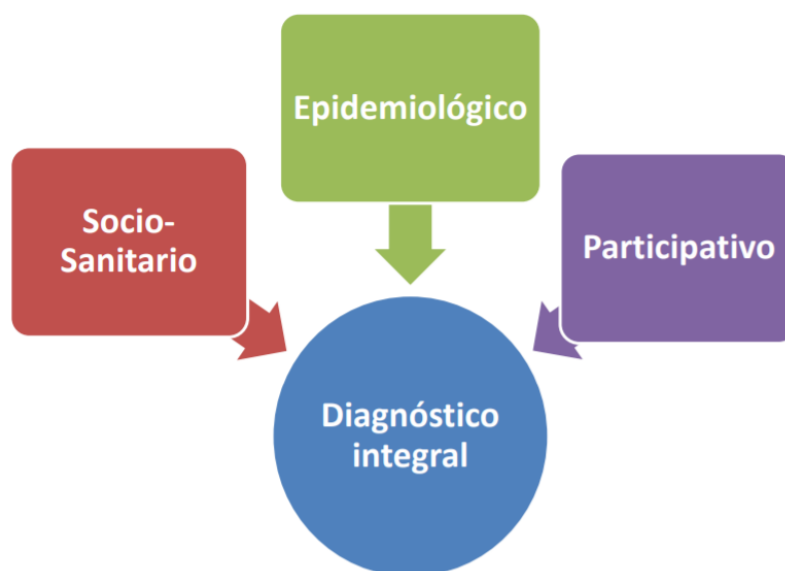 Epidemiológico
Socio-
Sanitario
Participativo
Diagnóstico
integral